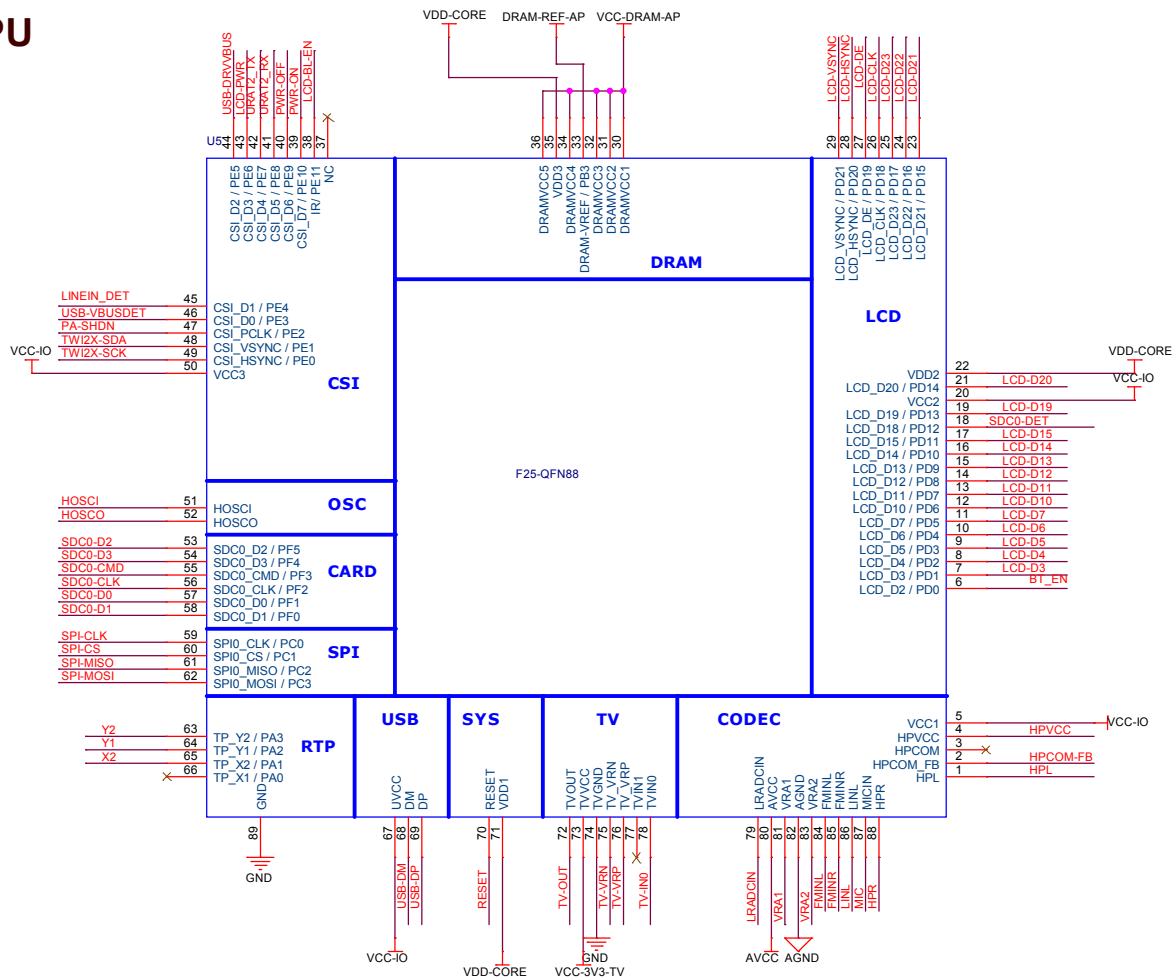 PU
VDD-CORE
DRAM-REF-AP
VCC-DRAM-AP
USB-DRVVBUS
LCD-PWR
URAT2_TX
URAT2_RX
PWR-OFF
PWR-ON
LCD-BL-EN
LCD-VSYNC
LCD-HSYNC
LCD-DE
LCD-CLK
LCD-D23
LCD-D22
LCD-D21
U5
44
43
42
41
40
39
38
37
36
35
34
33
32
31
30
29
28
27
26
25
24
23
CSI_D2 / PE5
CSI_D3 / PE6
CSI_D4 / PE7
CSI_D5 / PE8
CSI_D6 / PE9
CSI_D7 / PE10
IR/ PE11
NC
DRAMVCC5
VDD3
DRAMVCC4
DRAM-VREF / PB3
DRAMVCC3
DRAMVCC2
DRAMVCC1
LCD_VSYNC / PD21
LCD_HSYNC / PD20
LCD_DE / PD19
LCD_CLK / PD18
LCD_D23 / PD17
LCD_D22 / PD16
LCD_D21 / PD15
DRAM
LCD
LINEIN_DET 45 CSI_D1 / PE4
USB-VBUSDET 46 CSI_D0 / PE3
PA-SHDN 47 CSI_PCLK / PE2
TWI2X-SDA 48 CSI_VSYNC / PE1
TWI2X-SCK 49 CSI_HSYNC / PE0
VCC-IO 50 VCC3
CSI
VDD2 22 VDD-CORE
LCD_D20 / PD14 21 LCD-D20
VCC2 20 VCC-IO
LCD_D19 / PD13 19 LCD-D19
LCD_D18 / PD12 18 SDC0-DET
LCD_D15 / PD11 17 LCD-D15
LCD_D14 / PD10 16 LCD-D14
LCD_D13 / PD9 15 LCD-D13
LCD_D12 / PD8 14 LCD-D12
LCD_D11 / PD7 13 LCD-D11
LCD_D10 / PD6 12 LCD-D10
LCD_D7 / PD5 11 LCD-D7
LCD_D6 / PD4 10 LCD-D6
LCD_D5 / PD3 9 LCD-D5
LCD_D4 / PD2 8 LCD-D4
LCD_D3 / PD1 7 LCD-D3
LCD_D2 / PD0 6 BT_EN
F25-QFN88
HOSCI 51 HOSCI
HOSCO 52 HOSCO
OSC
SDC0-D2 53 SDC0_D2 / PF5
SDC0-D3 54 SDC0_D3 / PF4
SDC0-CMD 55 SDC0_CMD / PF3
SDC0-CLK 56 SDC0_CLK / PF2
SDC0-D0 57 SDC0_D0 / PF1
SDC0-D1 58 SDC0_D1 / PF0
CARD
SPI-CLK 59 SPI0_CLK / PC0
SPI-CS 60 SPI0_CS / PC1
SPI-MISO 61 SPI0_MISO / PC2
SPI-MOSI 62 SPI0_MOSI / PC3
SPI
Y2 63 TP_Y2 / PA3
Y1 64 TP_Y1 / PA2
X2 65 TP_X2 / PA1
66 TP_X1 / PA0
RTP
USB
SYS
TV
CODEC
VCC1 5 VCC-IO
HPVCC 4 HPVCC
HPCOM 3
HPCOM_FB 2 HPCOM-FB
HPL 1 HPL
GND
UVCC
DM
DP
RESET
VDD1
TVOUT
TVVCC
TVGND
TV_VRN
TV_VRP
TVIN1
TVIN0
LRADCIN
AVCC
VRA1
AGND
VRA2
FMINL
FMINR
LINL
MICIN
HPR
89
67
68
69
70
71
72
73
74
75
76
77
78
79
80
81
82
83
84
85
86
87
88
USB-DM
USB-DP
RESET
TV-OUT
TV-VRN
TV-VRP
TV-IN0
LRADCIN
VRA1
VRA2
FMINL
FMINR
LINL
MIC
HPR
GND
VCC-IO
VDD-CORE
GND
VCC-3V3-TV
AVCC
AGND